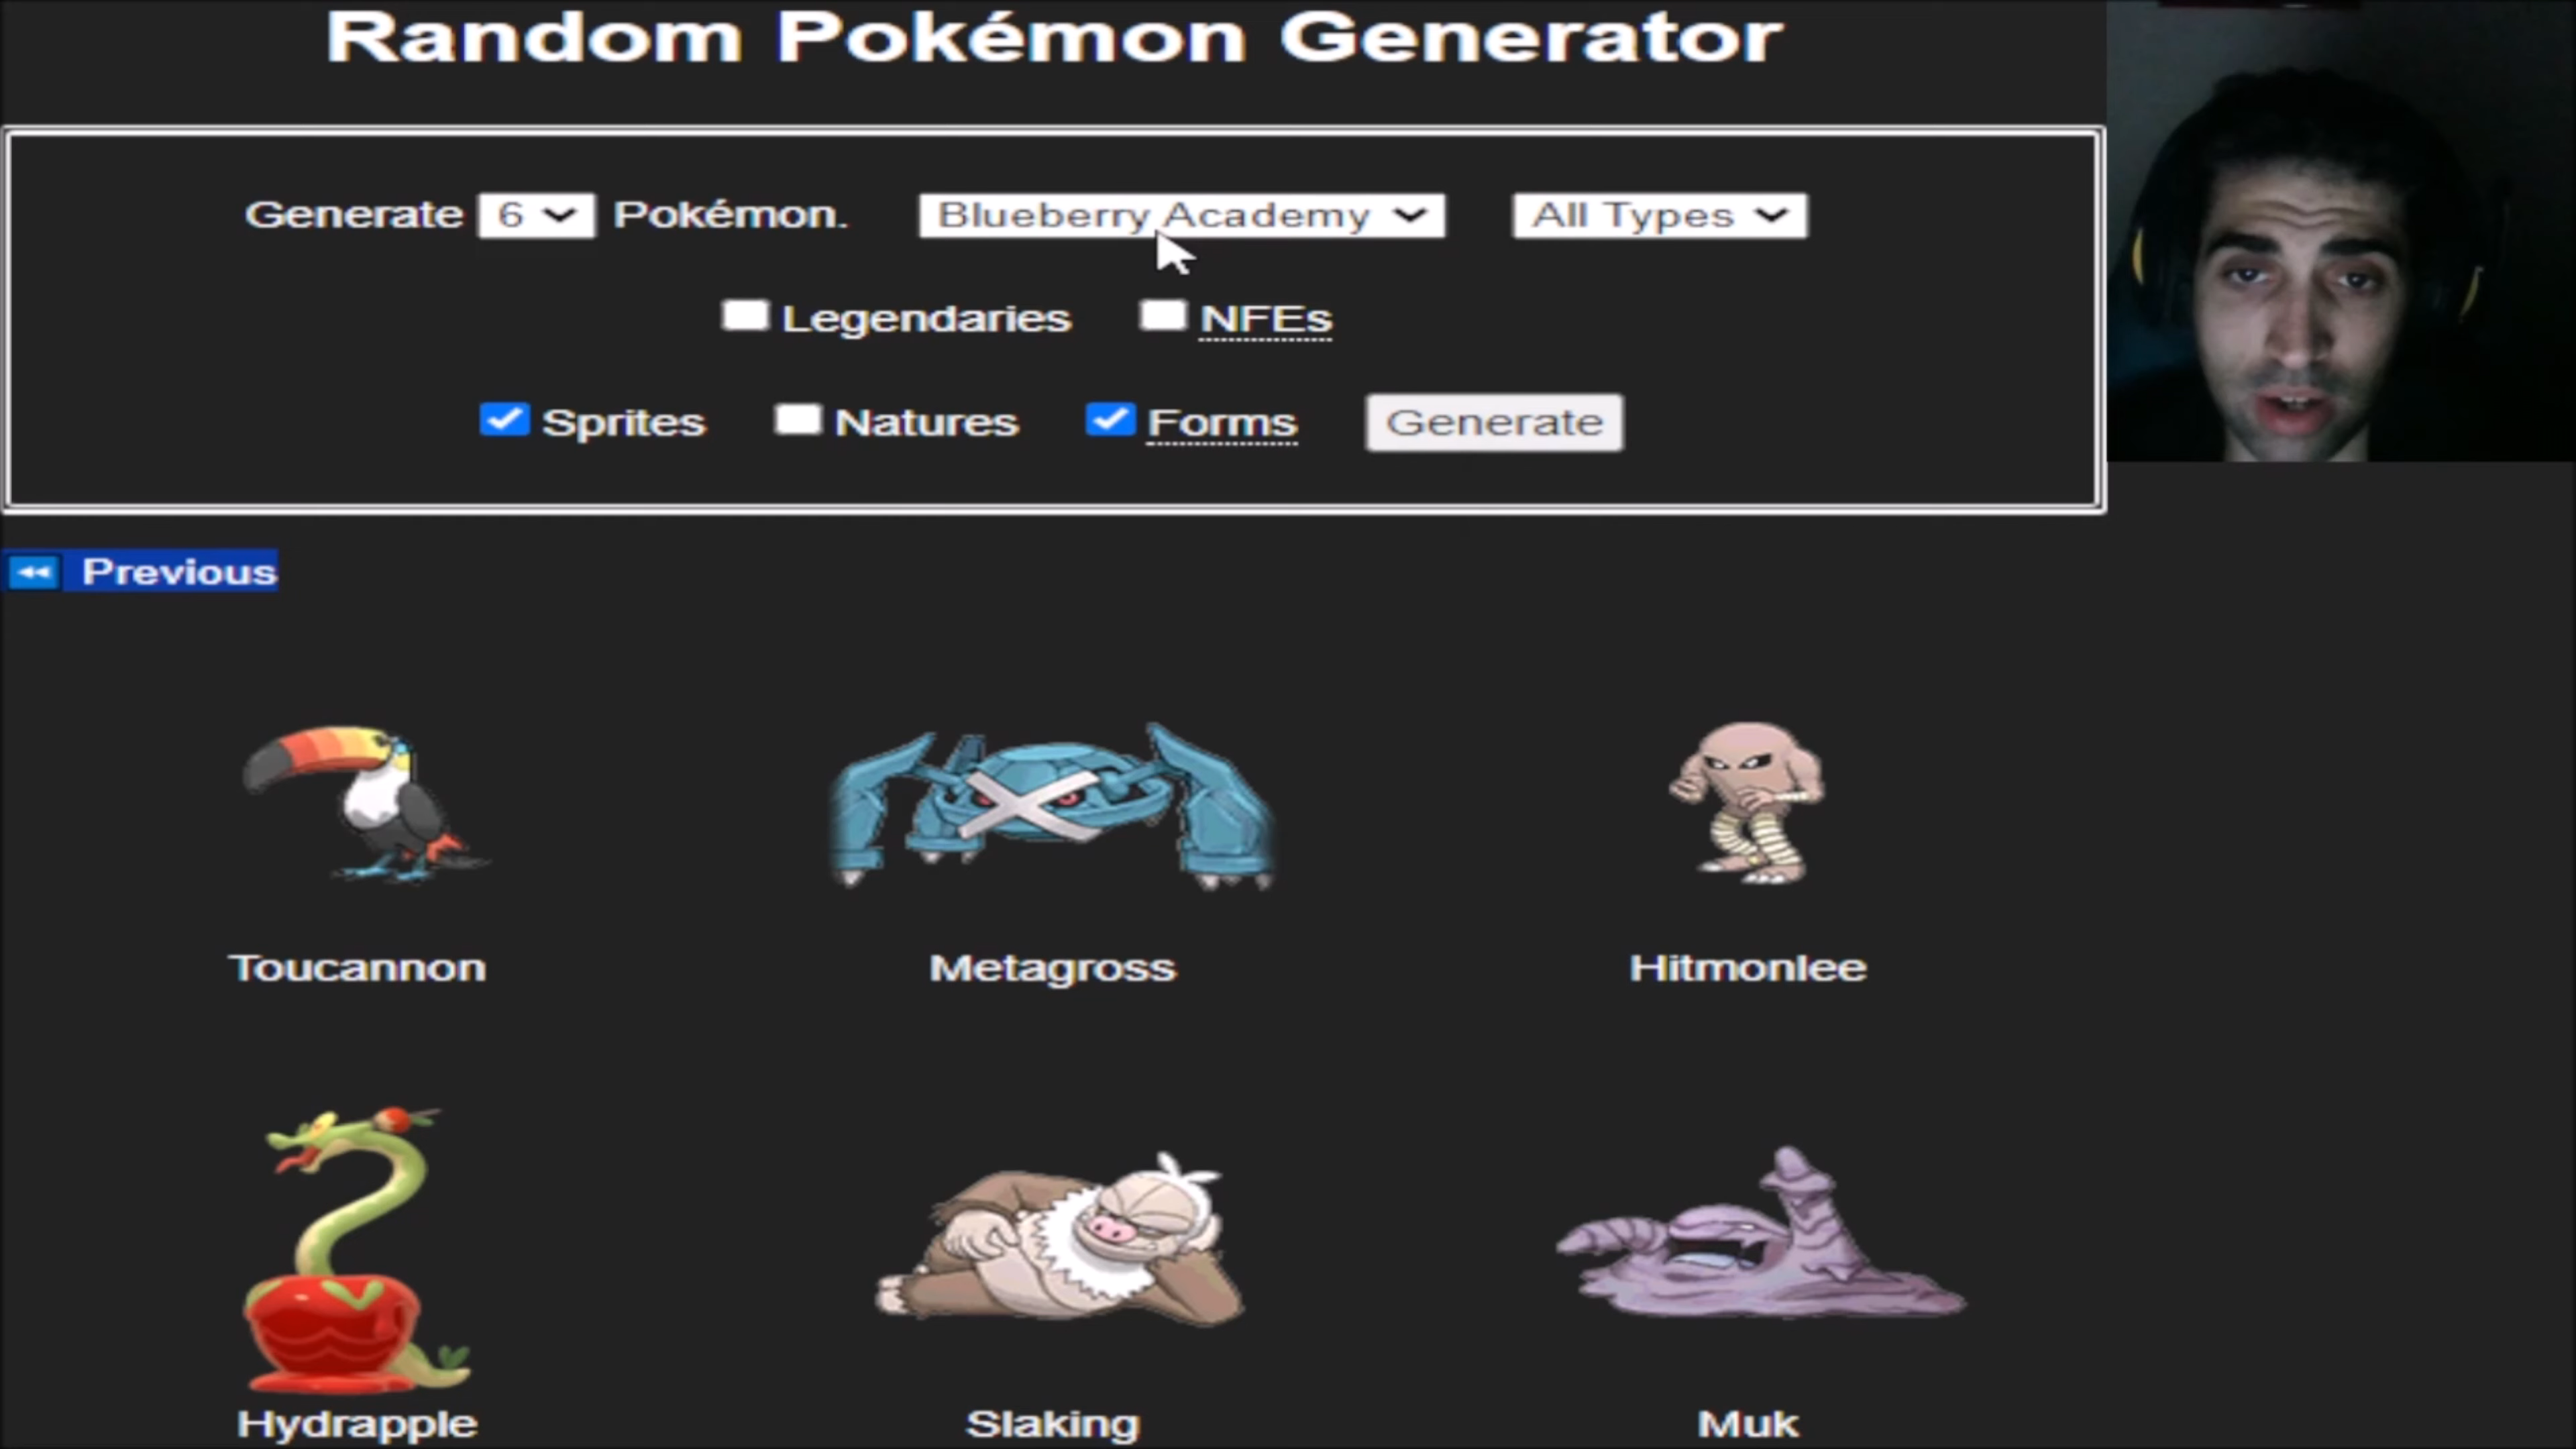 Random Pokémon Generator
Generate 6 Pokémon. Blueberry Academy All Types
Legendaries NFEs
Sprites Natures Forms Generate
Previous
Toucannon Metagross Hitmonlee
Hydrapple Slaking Muk